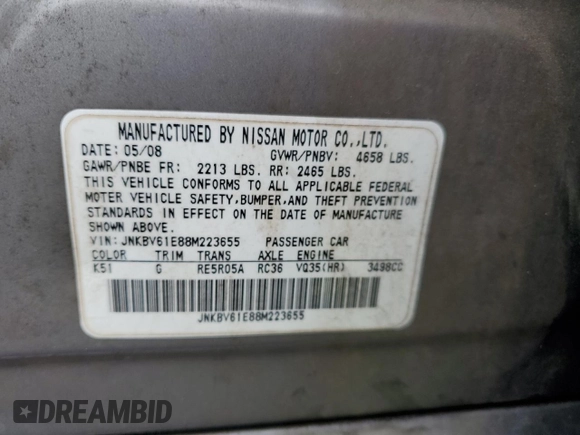 MANUFACTURED BY NISSAN MOTOR CO.,LTD.
DATE: 05/08 GVWR/PNBV: 4658 LBS.
GAWR/PNBE FR: 2213 LBS. RR: 2465 LBS.
THIS VEHICLE CONFORMS TO ALL APPLICABLE FEDERAL
MOTOR VEHICLE SAFETY,BUMPER,AND THEFT PREVENTION
STANDARDS IN EFFECT ON THE DATE OF MANUFACTURE
SHOWN ABOVE.
VIN: JNKBV61E88M223655 PASSENGER CAR
COLOR TRIM TRANS AXLE ENGINE
K51 G RE5R05A RC36 VQ35(HR) 3498CC
JNKBV61E88M223655
DREAMBID